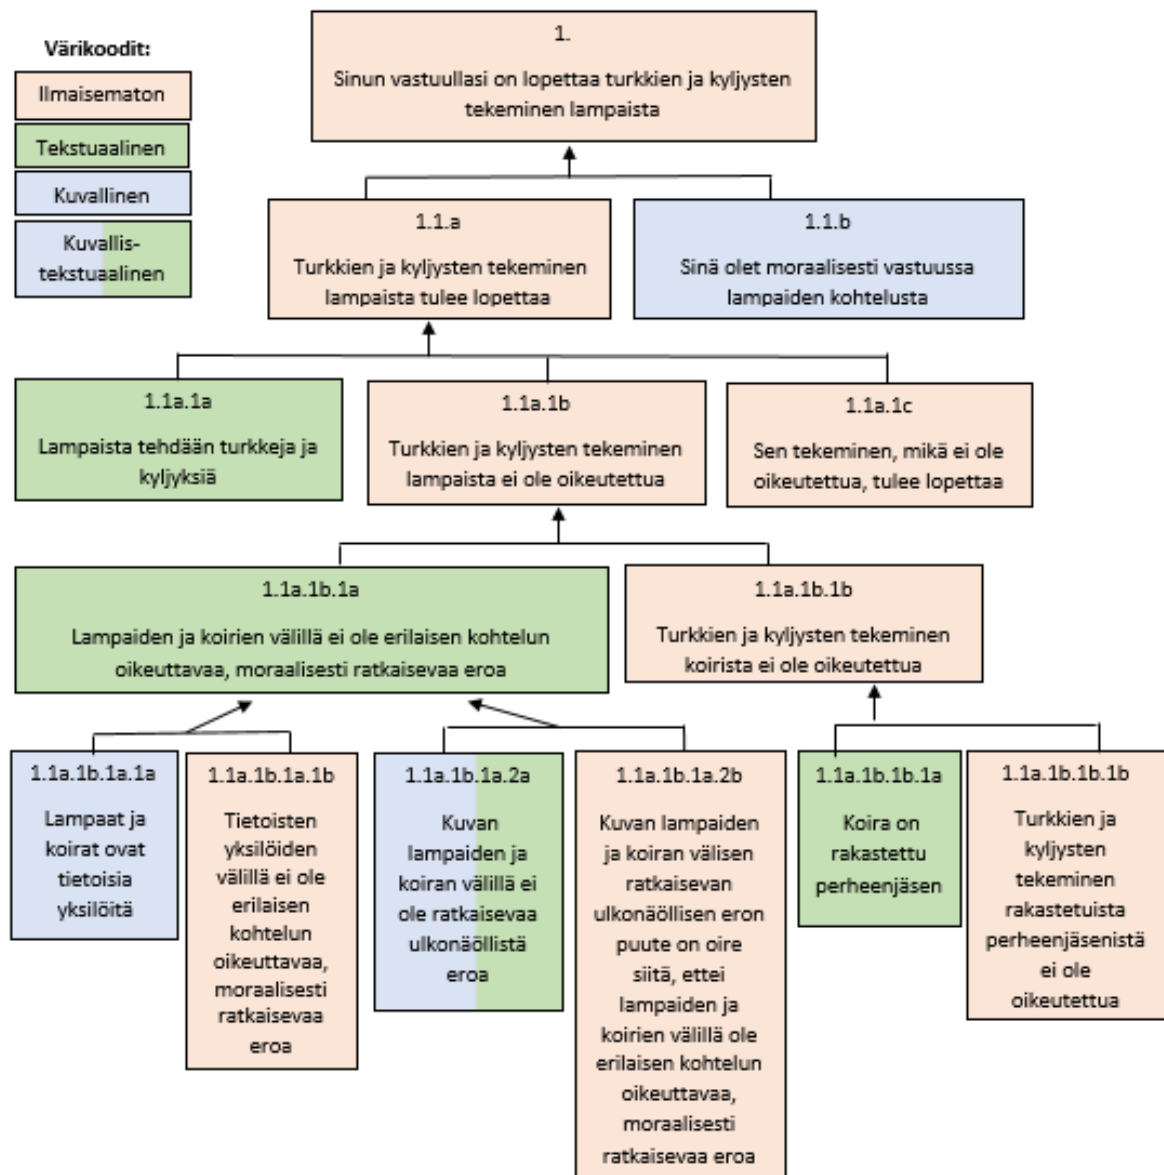 Värikoodit:
Ilmaisematon
Tekstuaalinen
Kuvallinen
Kuvallis-
tekstuaalinen
1.
Sinun vastuullasi on lopettaa turkkien ja kyljysten
tekeminen lampaista
1.1.a
Turkkien ja kyljysten tekeminen
lampaista tulee lopettaa
1.1.b
Sinä olet moraalisesti vastuussa
lampaiden kohtelusta
1.1a.1a
Lampaista tehdään turkkeja ja
kyljyksiä
1.1a.1b
Turkkien ja kyljysten tekeminen
lampaista ei ole oikeutettua
1.1a.1c
Sen tekeminen, mikä ei ole
oikeutettua, tulee lopettaa
1.1a.1b.1a
Lampaiden ja koirien välillä ei ole erilaisen kohtelun
oikeuttavaa, moraalisesti ratkaisevaa eroa
1.1a.1b.1b
Turkkien ja kyljysten tekeminen
koirista ei ole oikeutettua
1.1a.1b.1a.1a
Lampaat ja
koirat ovat
tietoisia
yksilöitä
1.1a.1b.1a.1b
Tietoisten
yksilöiden
välillä ei ole
erilaisen
kohtelun
oikeuttavaa,
moraalisesti
ratkaisevaa
eroa
1.1a.1b.1a.2a
Kuvan
lampaiden ja
koiran välillä ei
ole ratkaisevaa
ulkonäöllistä
eroa
1.1a.1b.1a.2b
Kuvan lampaiden
ja koiran välisen
ratkaisevan
ulkonäöllisen eron
puute on oire
siitä, ettei
lampaiden ja
koirien välillä ole
erilaisen kohtelun
oikeuttavaa,
moraalisesti
ratkaisevaa eroa
1.1a.1b.1b.1a
Koira on
rakastettu
perheenjäsen
1.1a.1b.1b.1b
Turkkien ja
kyljysten
tekeminen
rakastetuista
perheenjäsenistä
ei ole
oikeutettua